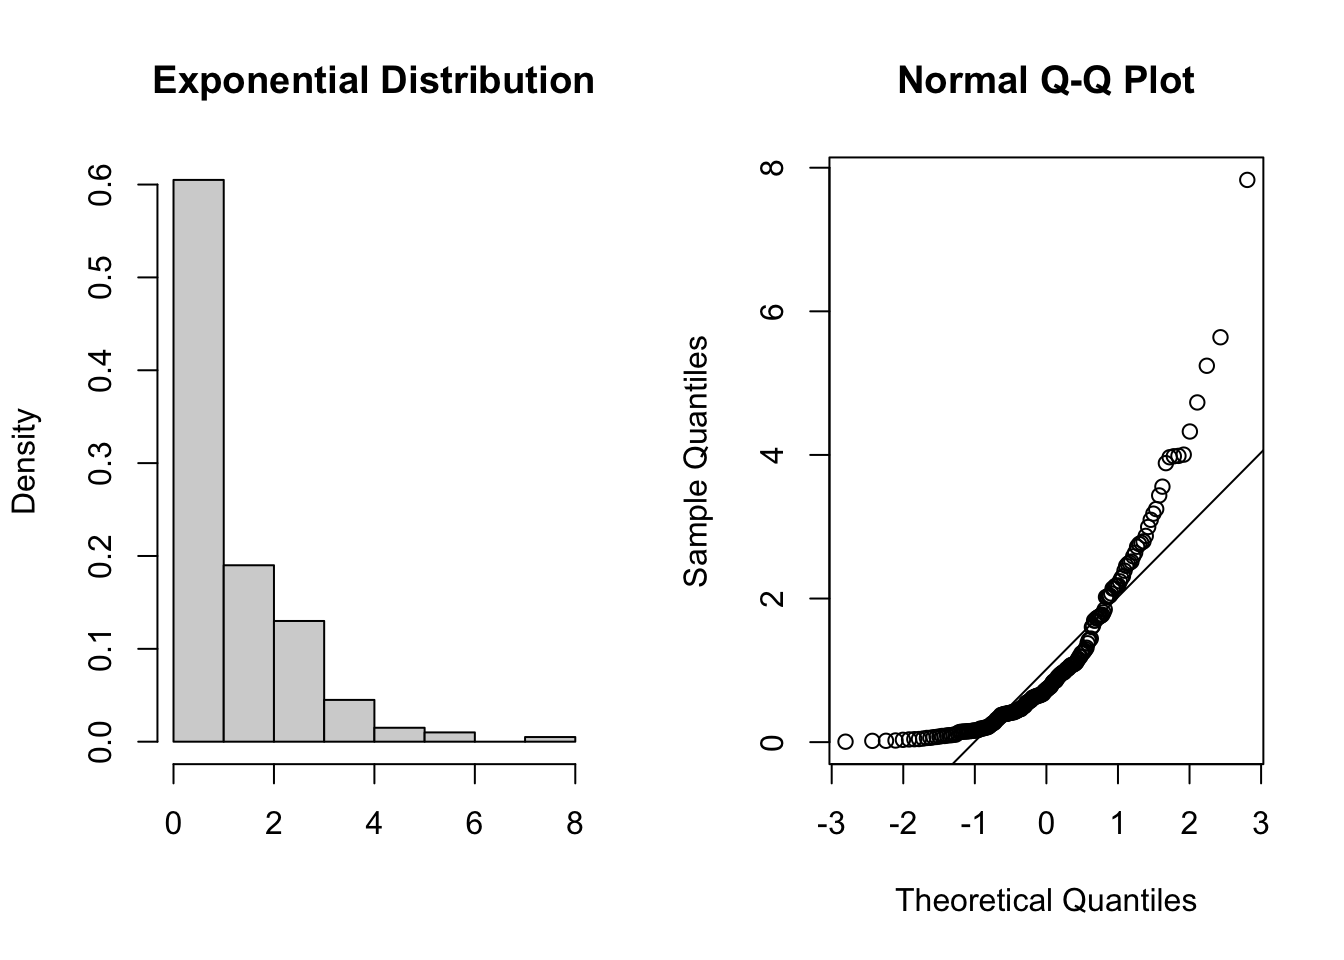 Exponential Distribution
Density
0.0 0.1 0.2 0.3 0.4 0.5 0.6
0 2 4 6 8
Normal Q-Q Plot
Sample Quantiles
0 2 4 6 8
-3 -2 -1 0 1 2 3
Theoretical Quantiles